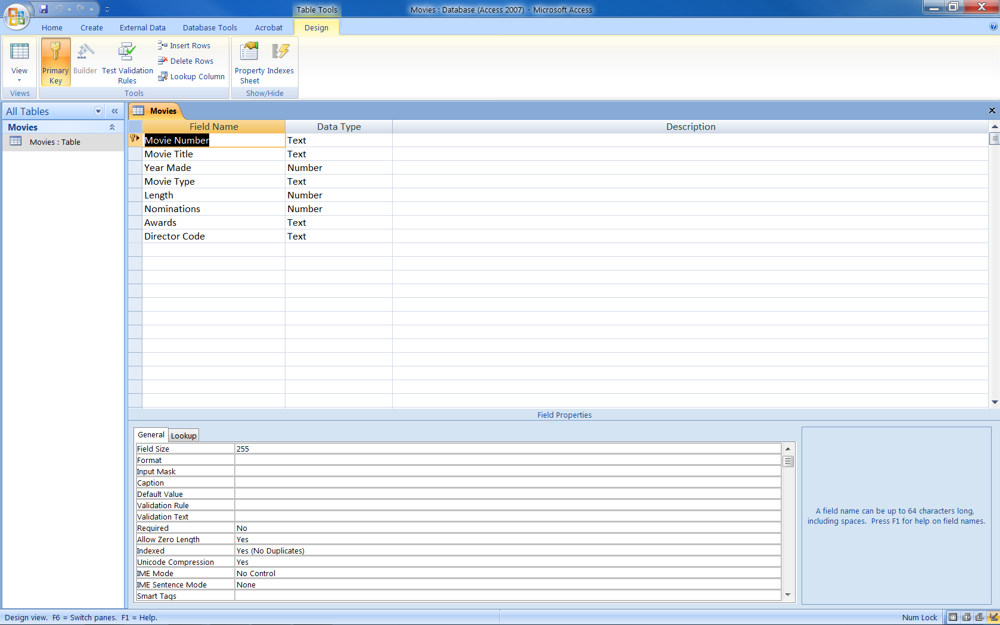 Table Tools
Movies : Database (Access 2007) - Microsoft Access
Home Create External Data Database Tools Acrobat Design
View
Primary Key
Builder
Test Validation Rules
Insert Rows
Delete Rows
Lookup Column
Property Sheet
Indexes
Views Tools Show/Hide
All Tables
Movies
Movies : Table
Movies
Field Name Data Type Description
Movie Number Text
Movie Title Text
Year Made Number
Movie Type Text
Length Number
Nominations Number
Awards Text
Director Code Text
Field Properties
General Lookup
Field Size 255
Format
Input Mask
Caption
Default Value
Validation Rule
Validation Text
Required No
Allow Zero Length Yes
Indexed Yes (No Duplicates)
Unicode Compression Yes
IME Mode No Control
IME Sentence Mode None
Smart Tags
A field name can be up to 64 characters long,
including spaces. Press F1 for help on field names.
Design view. F6 = Switch panes. F1 = Help.
Num Lock